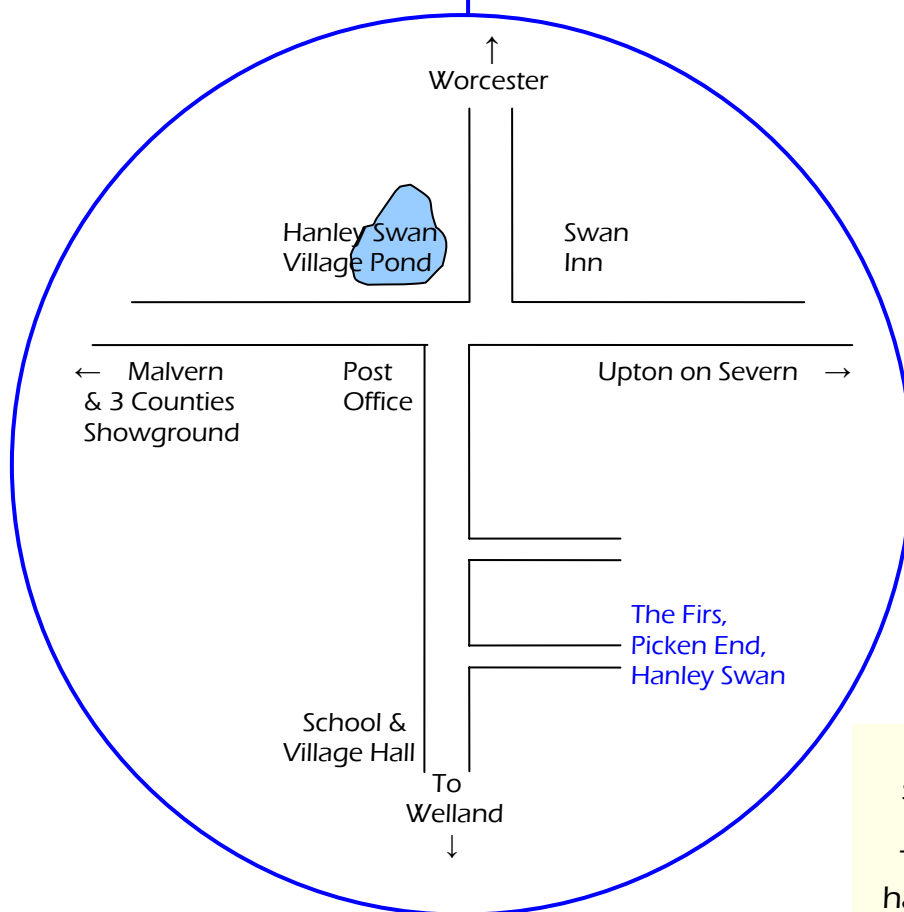 ↑
Worcester
Hanley Swan
Village Pond
Swan
Inn
← Malvern
& 3 Counties
Showground
Post
Office
Upton on Severn →
The Firs,
Picken End,
Hanley Swan
School &
Village Hall
To
Welland
↓